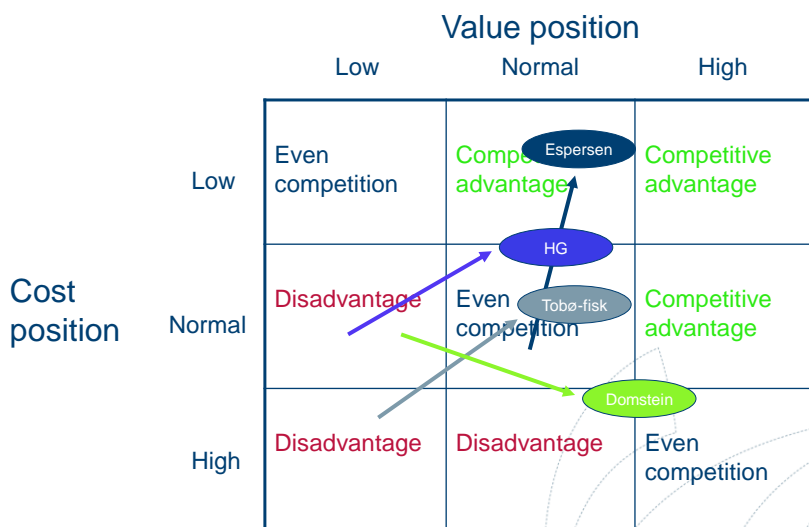 Value position
Low Normal High
Low
Even
competition
Compe
advantage
Espersen
Competitive
advantage
HG
Cost
position
Normal
Disadvantage
Even
competition
Tobø-fisk
Competitive
advantage
Domstein
High
Disadvantage
Disadvantage
Even
competition